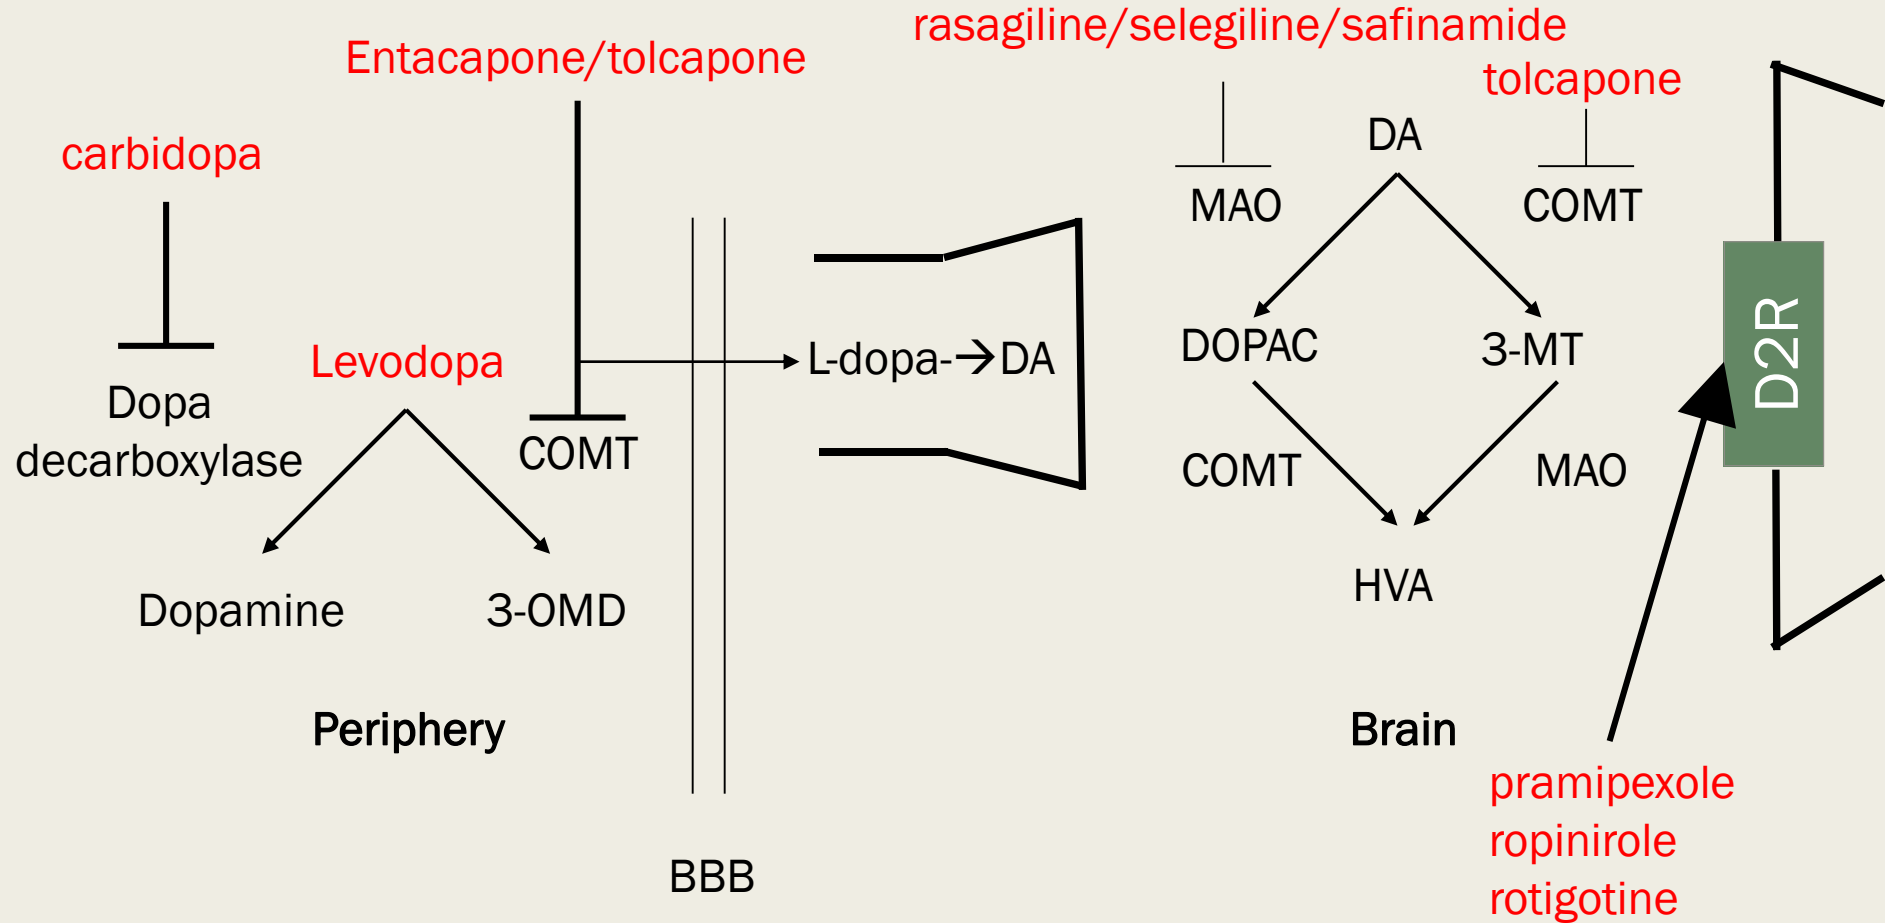 rasagiline/selegiline/safinamide
Entacapone/tolcapone
tolcapone
carbidopa
DA
MAO
COMT
Levodopa
L-dopa-→DA
DOPAC
3-MT
D2R
Dopa
decarboxylase
COMT
COMT
MAO
Dopamine
3-OMD
HVA
Periphery
Brain
BBB
pramipexole
ropinirole
rotigotine